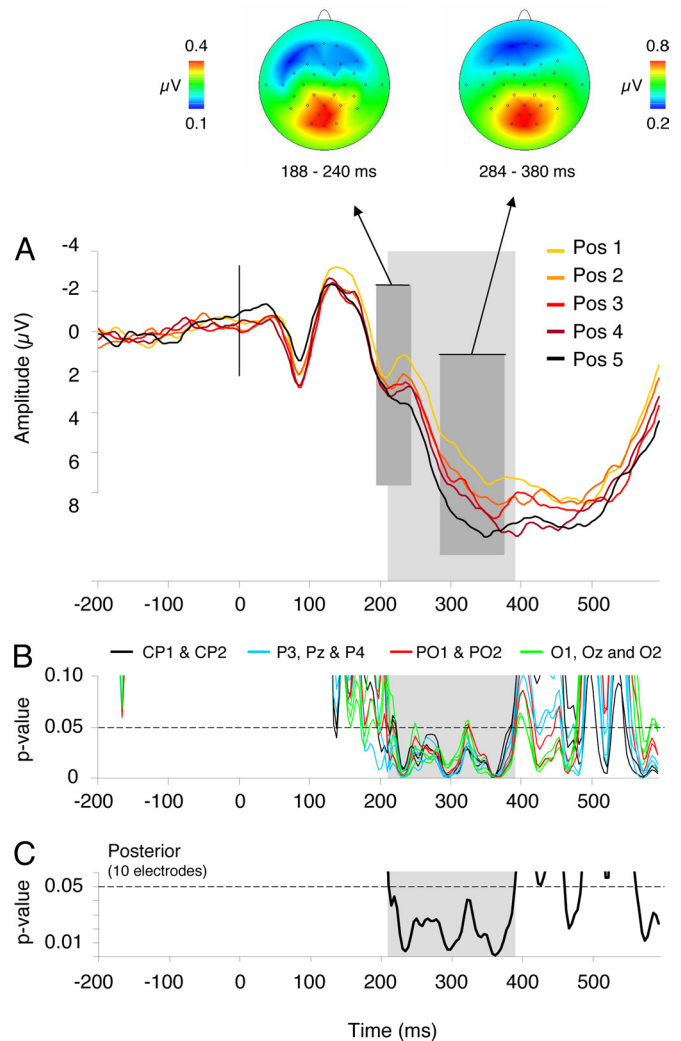 0.4
0.8
µV
µV
0.1
0.2
188 - 240 ms
284 - 380 ms
A
-4
Pos 1
-2
Pos 2
0
Pos 3
2
Pos 4
4
Pos 5
6
8
Amplitude (µV)
-200 -100 0 100 200 300 400 500
B
CP1 & CP2 P3, Pz & P4 PO1 & PO2 O1, Oz and O2
0.10
0.05
0
p-value
-200 -100 0 100 200 300 400 500
C
Posterior
(10 electrodes)
0.05
0.01
p-value
-200 -100 0 100 200 300 400 500
Time (ms)